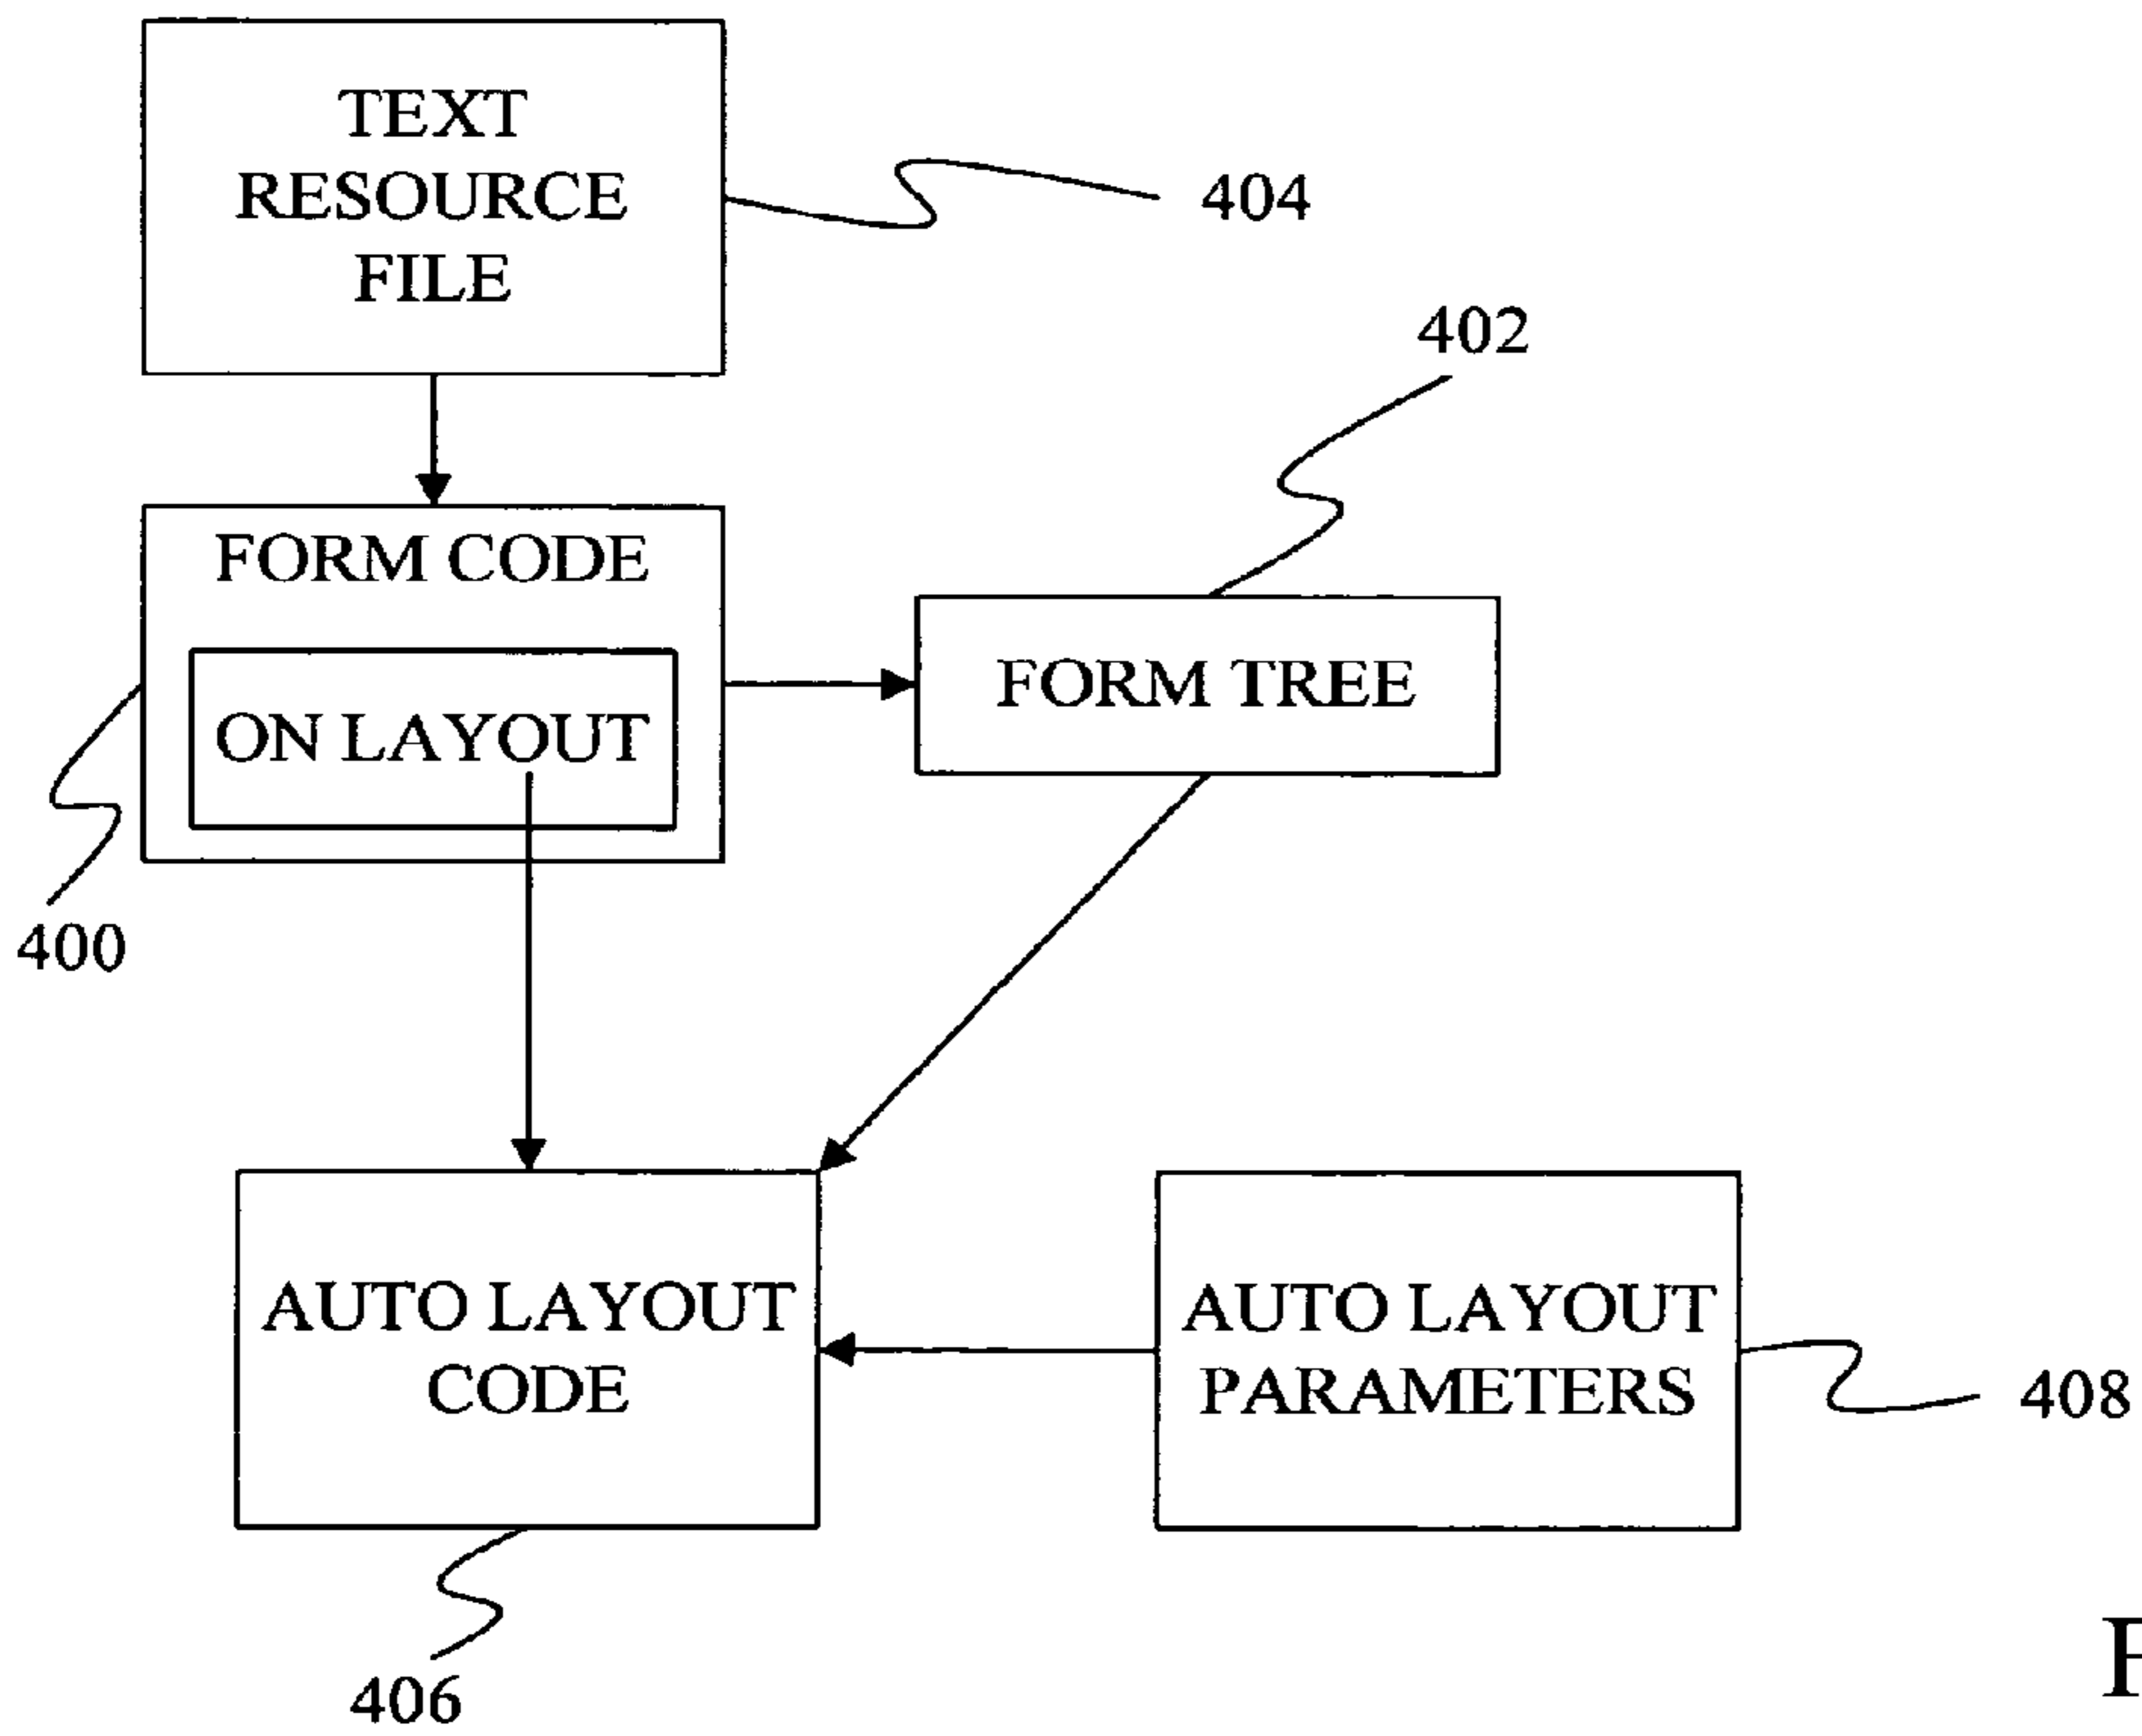 TEXT
RESOURCE
FILE
404
402
FORM CODE
ON LAYOUT
FORM TREE
400
AUTO LAYOUT
CODE
AUTO LAYOUT
PARAMETERS
408
406